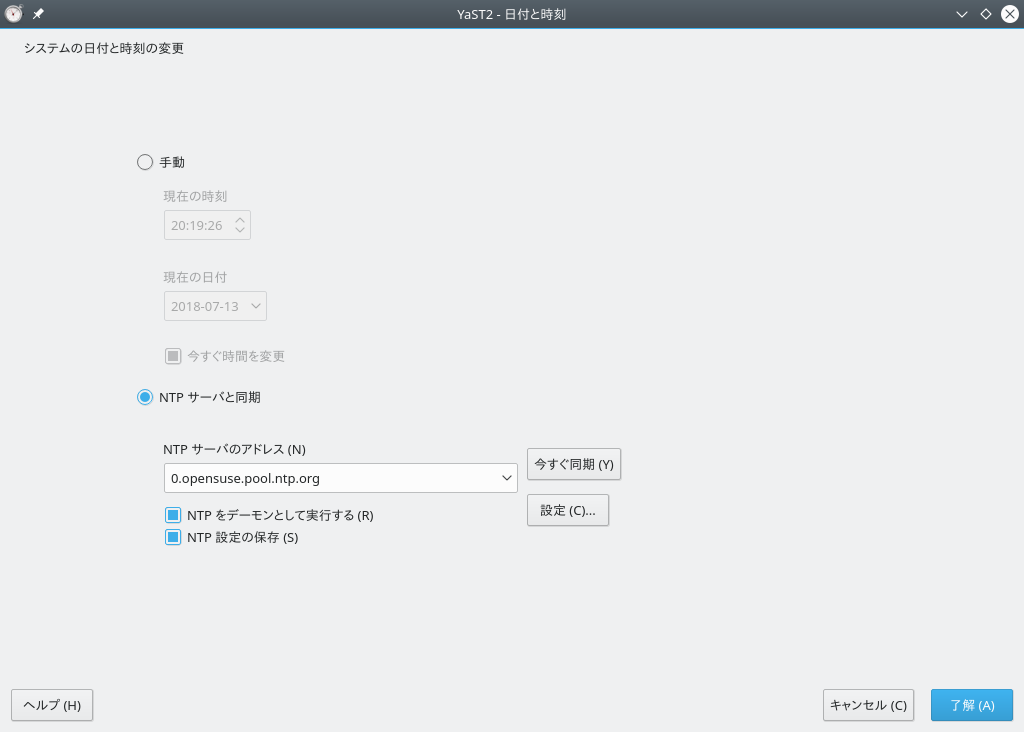 YaST2 - 日付と時刻
システムの日付と時刻の変更
手動
現在の時刻
20:19:26
現在の日付
2018-07-13
今すぐ時間を変更
NTP サーバと同期
NTP サーバのアドレス (N)
0.opensuse.pool.ntp.org
今すぐ同期 (Y)
NTP をデーモンとして実行する (R)
設定 (C)...
NTP 設定の保存 (S)
ヘルプ (H)
キャンセル (C)
了解 (A)